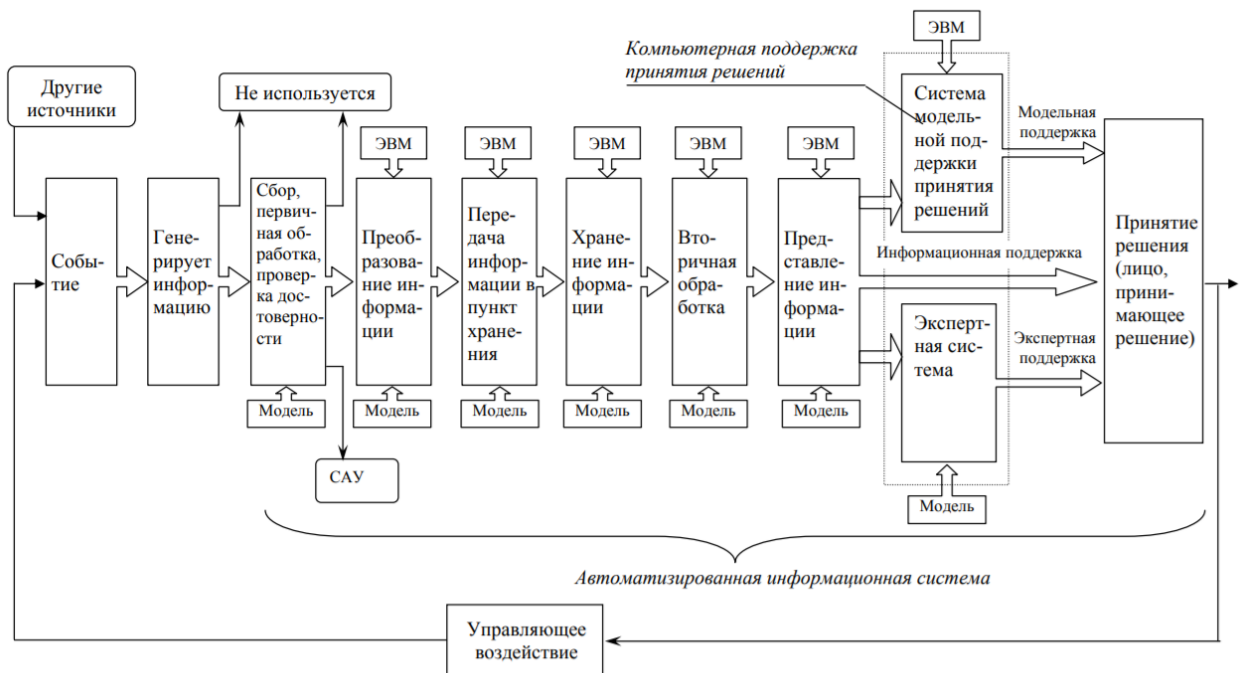 ЭВМ
Компьютерная поддержка
принятия решений
Другие
источники
Не используется
Система
модель-
ной под-
держки
принятия
решений
Модельная
поддержка
ЭВМ
ЭВМ
ЭВМ
ЭВМ
ЭВМ
Собы-
тие
Гене-
рирует
инфор-
мацию
Сбор,
первич-
ная об-
работка,
провер-
ка дос-
товерно-
сти
Преоб-
разова-
ние ин-
форма-
ции
Пере-
дача
инфор-
мации в
пункт
хране-
ния
Хране-
ние ин-
форма-
ции
Вто-
ричная
обра-
ботка
Пред-
ставле-
ние ин-
форма-
ции
Информационная поддержка
Принятие
решения
(лицо,
прини-
мающее
решение)
Эксперт-
ная сис-
тема
Экспертная
поддержка
Модель
Модель
Модель
Модель
Модель
Модель
САУ
Модель
Автоматизированная информационная система
Управляющее
воздействие